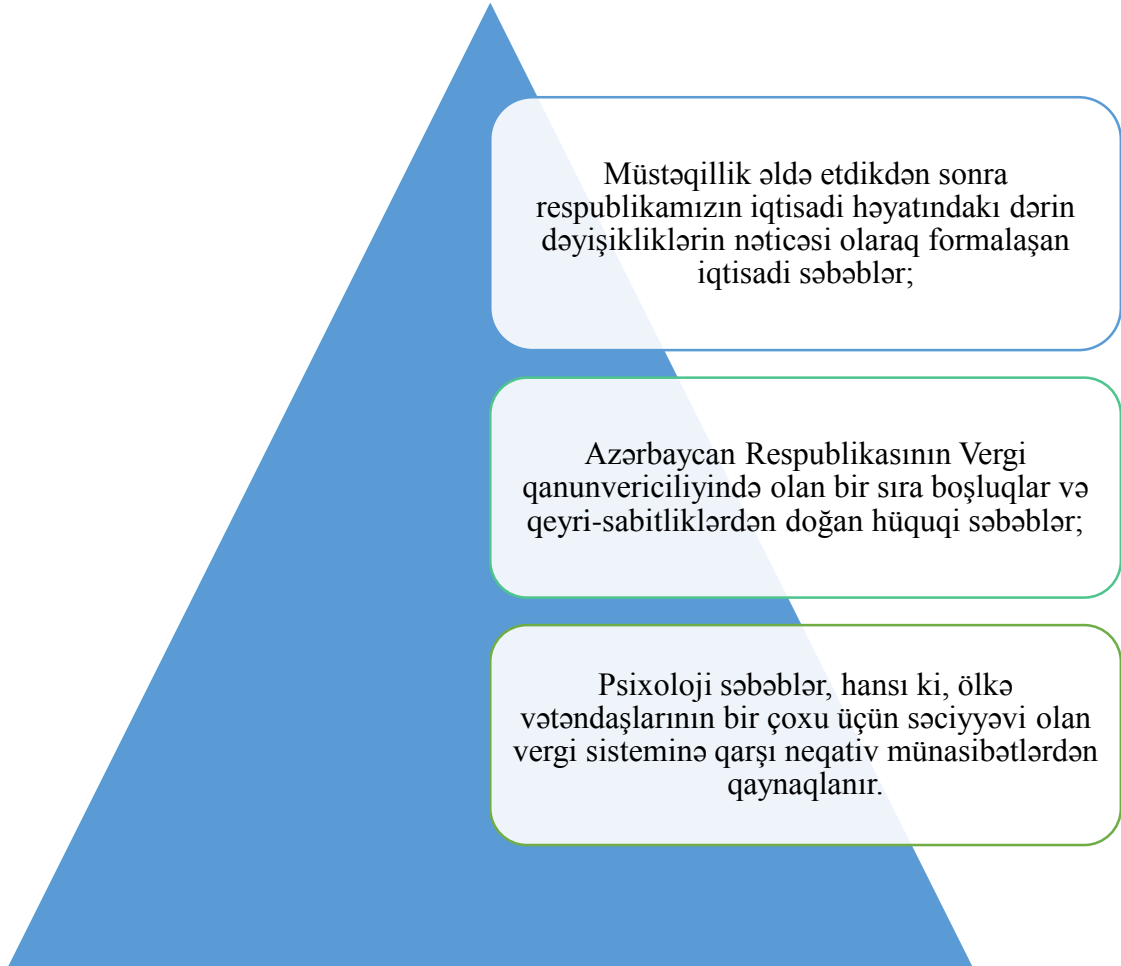 Müstəqillik əldə etdikdən sonra
respublikamızın iqtisadi həyatındakı dərin
dəyişikliklərin nəticəsi olaraq formalaşan
iqtisadi səbəblər;
Azərbaycan Respublikasının Vergi
qanunvericiliyində olan bir sıra boşluqlar və
qeyri-sabitliklərdən doğan hüquqi səbəblər;
Psixoloji səbəblər, hansı ki, ölkə
vətəndaşlarının bir çoxu üçün səciyyəvi olan
vergi sisteminə qarşı neqativ münasibətlərdən
qaynaqlanır.